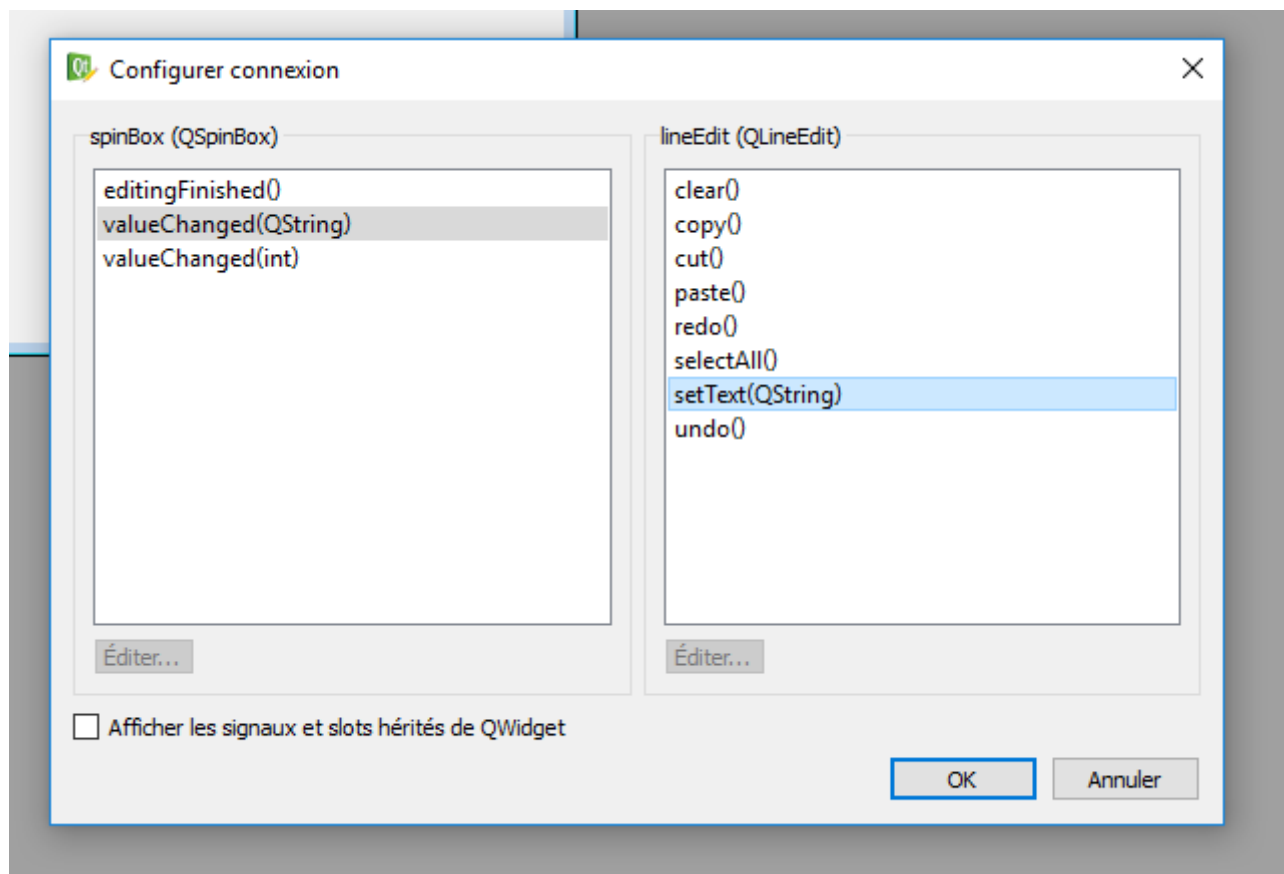 Configurer connexion
spinBox (QSpinBox)
editingFinished()
valueChanged(QString)
valueChanged(int)
Éditer...
lineEdit (QLineEdit)
clear()
copy()
cut()
paste()
redo()
selectAll()
setText(QString)
undo()
Éditer...
Afficher les signaux et slots hérités de QWidget
OK
Annuler